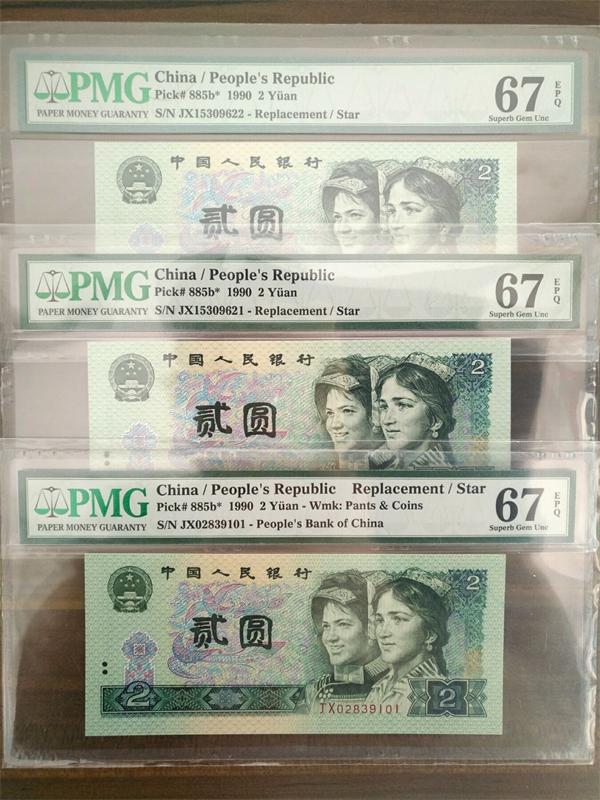 PMG
PAPER MONEY GUARANTY
China / People's Republic
Pick# 885b* 1990 2 Yüan
S/N JX15309622 - Replacement / Star
67 EPQ
Superb Gem Unc
中国人民银行
贰圆
2
PMG
PAPER MONEY GUARANTY
China / People's Republic
Pick# 885b* 1990 2 Yüan
S/N JX15309621 - Replacement / Star
67 EPQ
Superb Gem Unc
中国人民银行
贰圆
2
PMG
PAPER MONEY GUARANTY
China / People's Republic Replacement / Star
Pick# 885b* 1990 2 Yüan - Wmk: Pants & Coins
S/N JX02839101 - People's Bank of China
67 EPQ
Superb Gem Unc
中国人民银行
2
贰圆
2
JX02839101
2